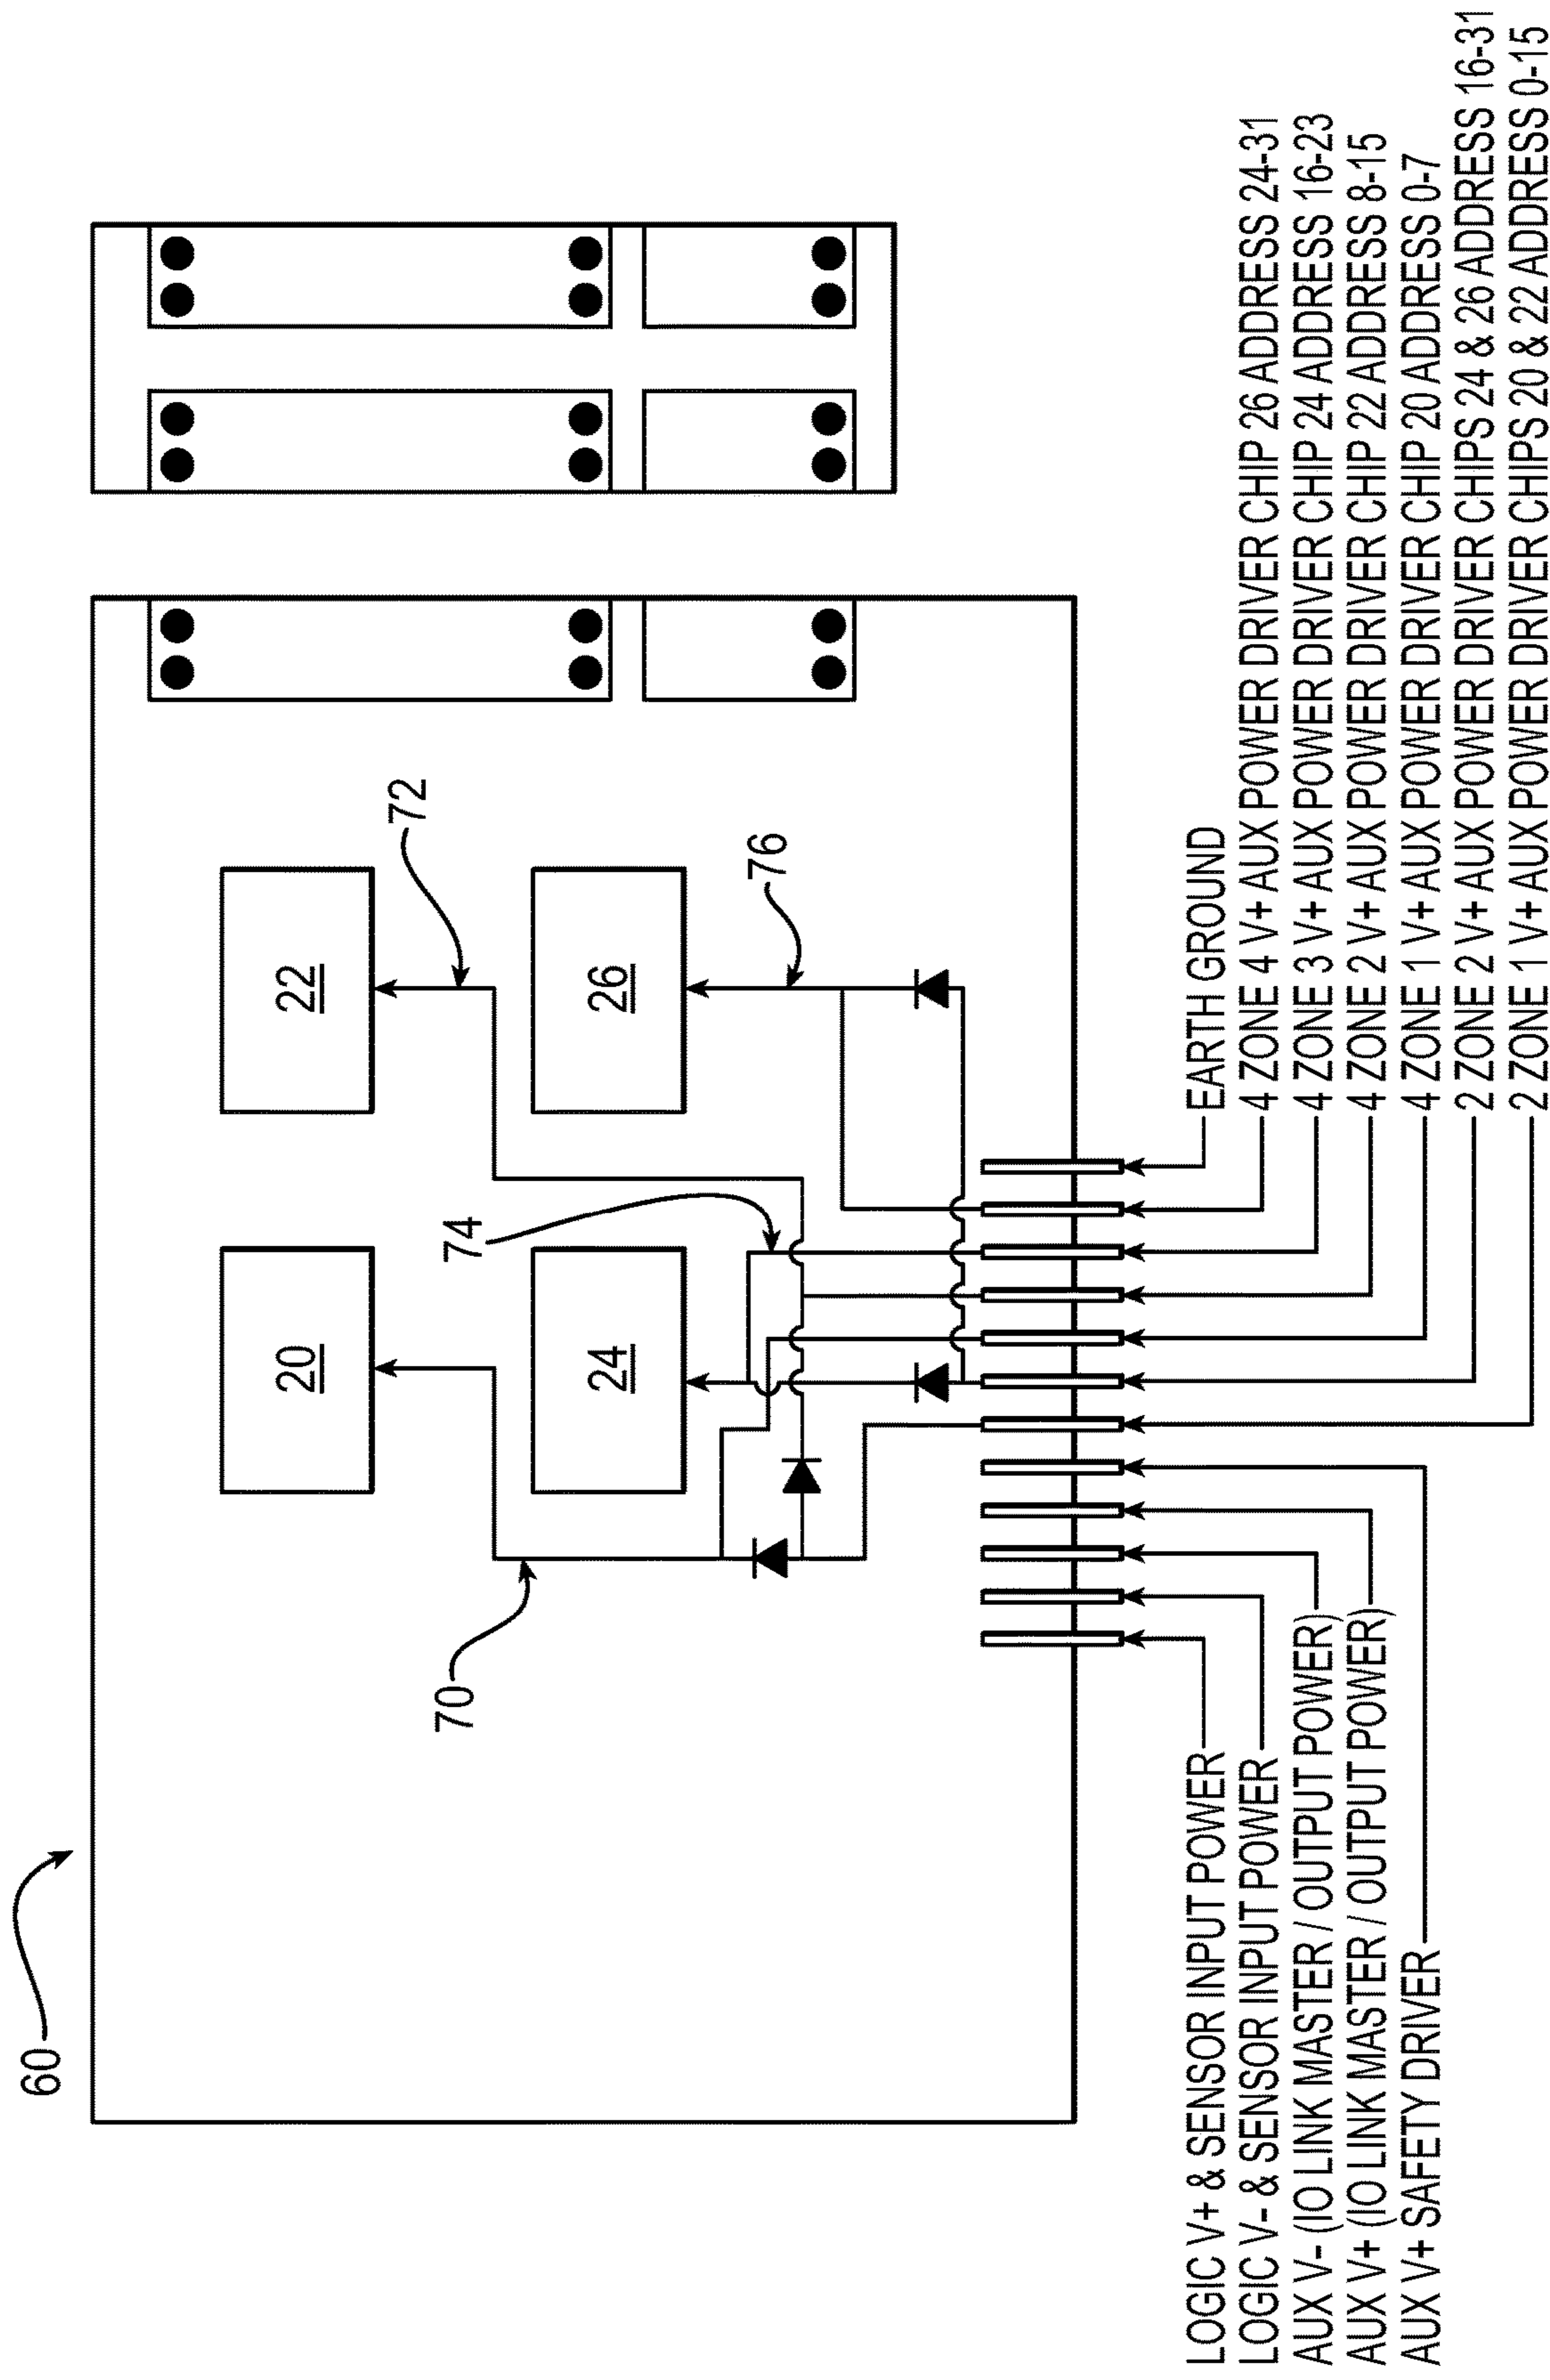 60
70
72
74
76
20
22
24
26
LOGIC V+ & SENSOR INPUT POWER
LOGIC V- & SENSOR INPUT POWER
AUX V- (IO LINK MASTER / OUTPUT POWER)
AUX V+ (IO LINK MASTER / OUTPUT POWER)
AUX V+ SAFETY DRIVER
EARTH GROUND
4 ZONE 4 V+ AUX POWER DRIVER CHIP 26 ADDRESS 24-31
4 ZONE 3 V+ AUX POWER DRIVER CHIP 24 ADDRESS 16-23
4 ZONE 2 V+ AUX POWER DRIVER CHIP 22 ADDRESS 8-15
4 ZONE 1 V+ AUX POWER DRIVER CHIP 20 ADDRESS 0-7
2 ZONE 2 V+ AUX POWER DRIVER CHIPS 24 & 26 ADDRESS 16-31
2 ZONE 1 V+ AUX POWER DRIVER CHIPS 20 & 22 ADDRESS 0-15